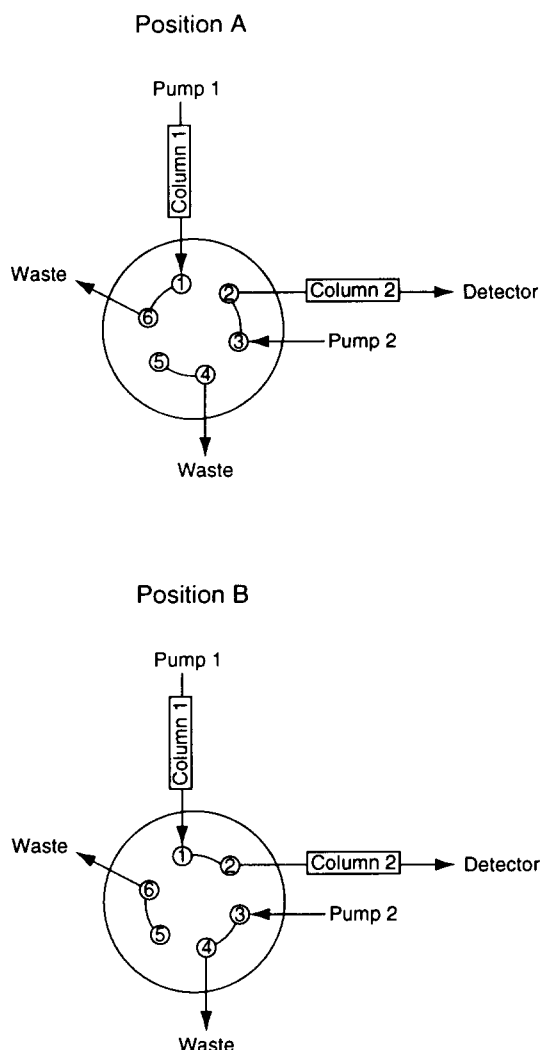 Position A
Pump 1
Column 1
Waste
1
2
Column 2
Detector
6
3
Pump 2
5
4
Waste
Position B
Pump 1
Column 1
Waste
1
2
Column 2
Detector
6
3
Pump 2
5
4
Waste